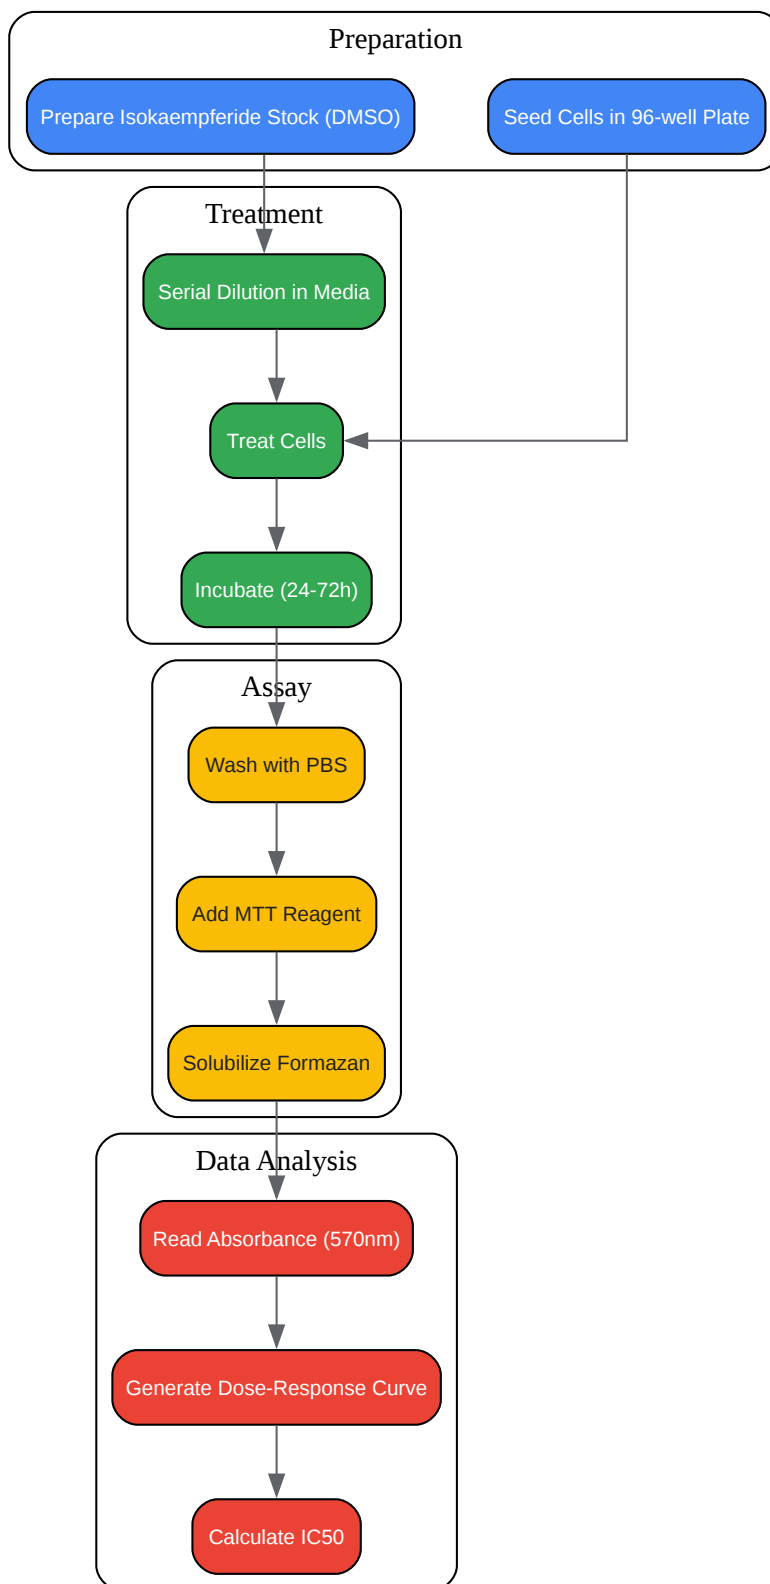 Preparation
Prepare Isokaempferide Stock (DMSO)
Seed Cells in 96-well Plate
Treatment
Serial Dilution in Media
Treat Cells
Incubate (24-72h)
Assay
Wash with PBS
Add MTT Reagent
Solubilize Formazan
Data Analysis
Read Absorbance (570nm)
Generate Dose-Response Curve
Calculate IC50